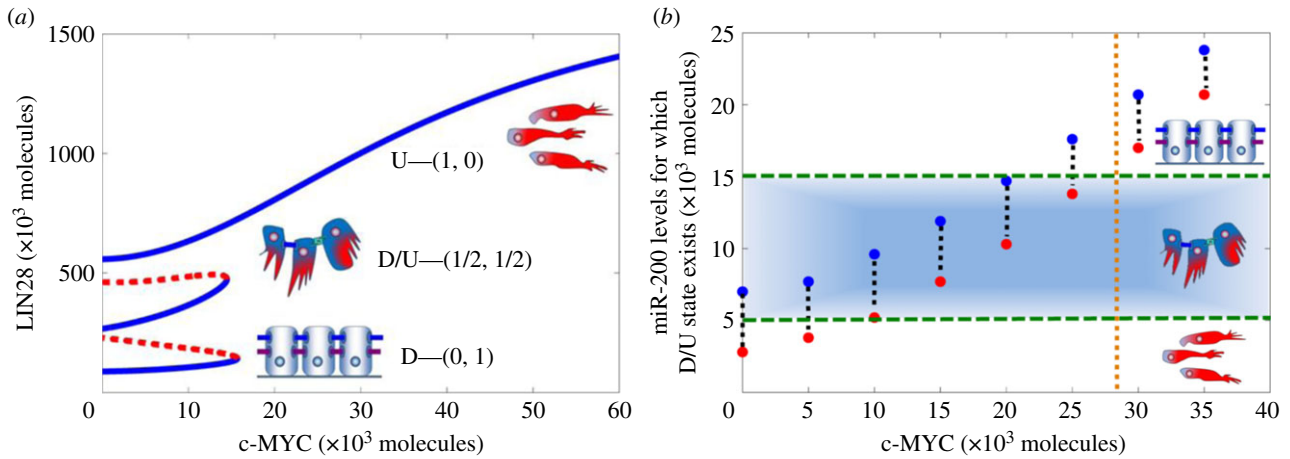 (a)
1500
1000
500
0
10
20
30
40
50
60
LIN28 (×10³ molecules)
c-MYC (×10³ molecules)
U—(1, 0)
D/U—(1/2, 1/2)
D—(0, 1)
(b)
25
20
15
10
5
0
5
10
15
20
25
30
35
40
miR-200 levels for which
D/U state exists (×10³ molecules)
c-MYC (×10³ molecules)